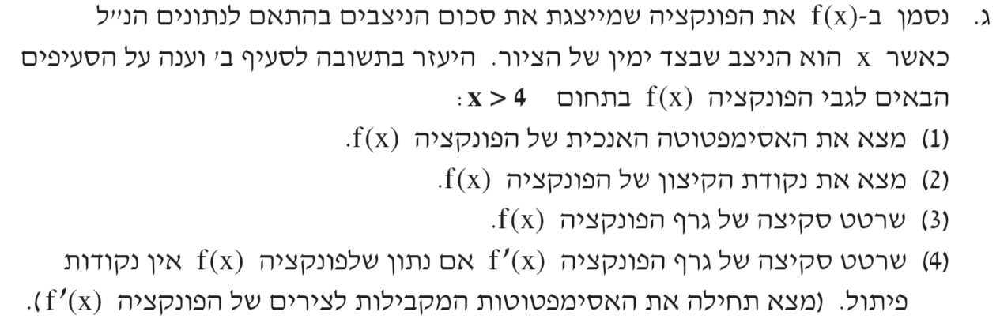 ג. נסמן ב-f(x) את הפונקציה שמייצגת את סכום הניצבים בהתאם לנתונים הנ״ל
כאשר x הוא הניצב שבצד ימין של הציור. היעזר בתשובה לסעיף ב׳ וענה על הסעיפים
הבאים לגבי הפונקציה f(x) בתחום x > 4 :
(1) מצא את האסימפטוטה האנכית של הפונקציה f(x).
(2) מצא את נקודת הקיצון של הפונקציה f(x).
(3) שרטט סקיצה של גרף הפונקציה f(x).
(4) שרטט סקיצה של גרף הפונקציה f′(x) אם נתון שלפונקציה f(x) אין נקודות
פיתול. (מצא תחילה את האסימפטוטות המקבילות לצירים של הפונקציה f′(x)).